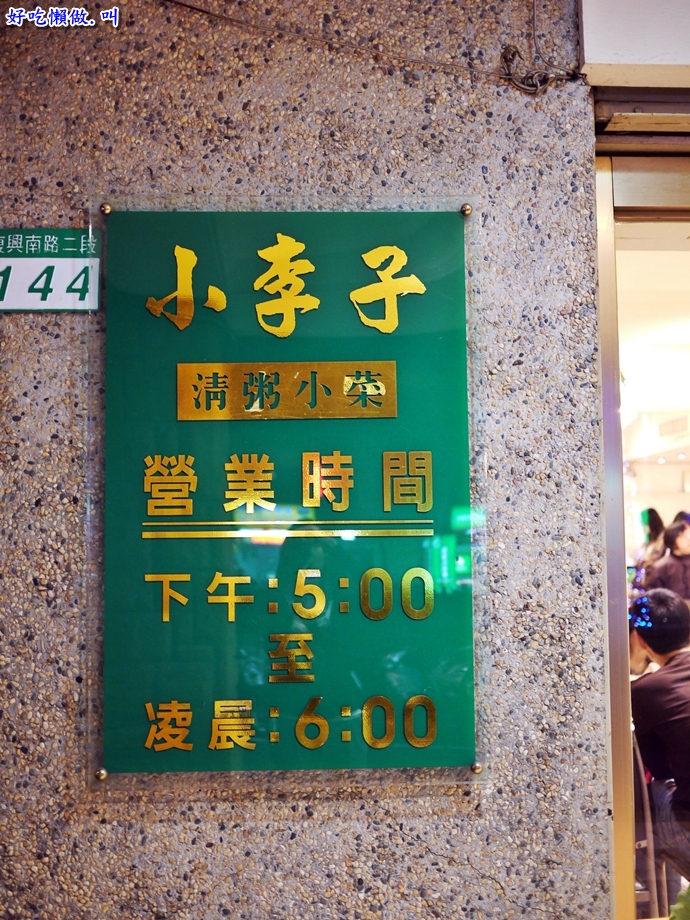 好吃懶做.叫
復興南路二段
144
小李子
清粥小菜
營業時間
下午:5:00
至
凌晨:6:00